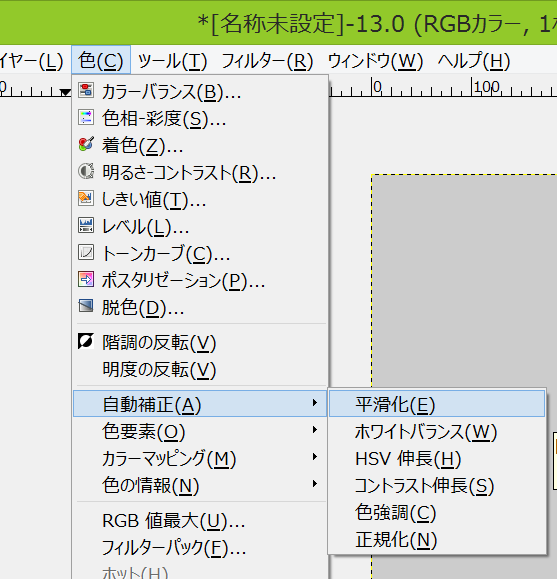 *[名称未設定]-13.0 (RGBカラー, 1
イヤー(L) 色(C) ツール(T) フィルター(R) ウィンドウ(W) ヘルプ(H)
0 0 100
カラーバランス(B)...
色相-彩度(S)...
着色(Z)...
明るさ-コントラスト(R)...
しきい値(T)...
レベル(L)...
トーンカーブ(C)...
ポスタリゼーション(P)...
脱色(D)...
階調の反転(V)
明度の反転(V)
自動補正(A)
色要素(O)
カラーマッピング(M)
色の情報(N)
RGB 値最大(U)...
フィルターパック(F)...
ホット(H)
平滑化(E)
ホワイトバランス(W)
HSV 伸長(H)
コントラスト伸長(S)
色強調(C)
正規化(N)